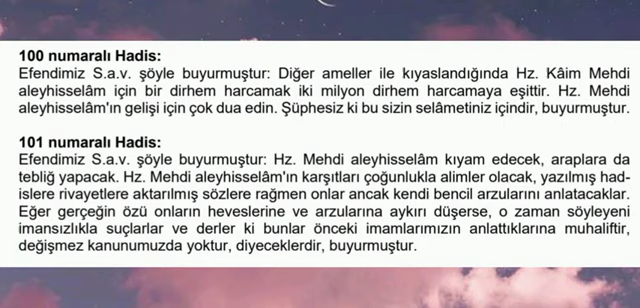 100 numaralı Hadis:
Efendimiz S.a.v. şöyle buyurmuştur: Diğer ameller ile kıyaslandığında Hz. Kâim Mehdi
aleyhisselâm için bir dirhem harcamak iki milyon dirhem harcamaya eşittir. Hz. Mehdi
aleyhisselâm'ın gelişi için çok dua edin. Şüphesiz ki bu sizin selâmetiniz içindir, buyurmuştur.
101 numaralı Hadis:
Efendimiz S.a.v. şöyle buyurmuştur: Hz. Mehdi aleyhisselâm kıyam edecek, araplara da
tebliğ yapacak. Hz. Mehdi aleyhisselâm'ın karşıtları çoğunlukla alimler olacak, yazılmış had-
islere rivayetlere aktarılmış sözlere rağmen onlar ancak kendi bencil arzularını anlatacaklar.
Eğer gerçeğin özü onların heveslerine ve arzularına aykırı düşerse, o zaman söyleyeni
imansızlıkla suçlarlar ve derler ki bunlar önceki imamlarımızın anlattıklarına muhaliftir,
değişmez kanunumuzda yoktur, diyeceklerdir, buyurmuştur.